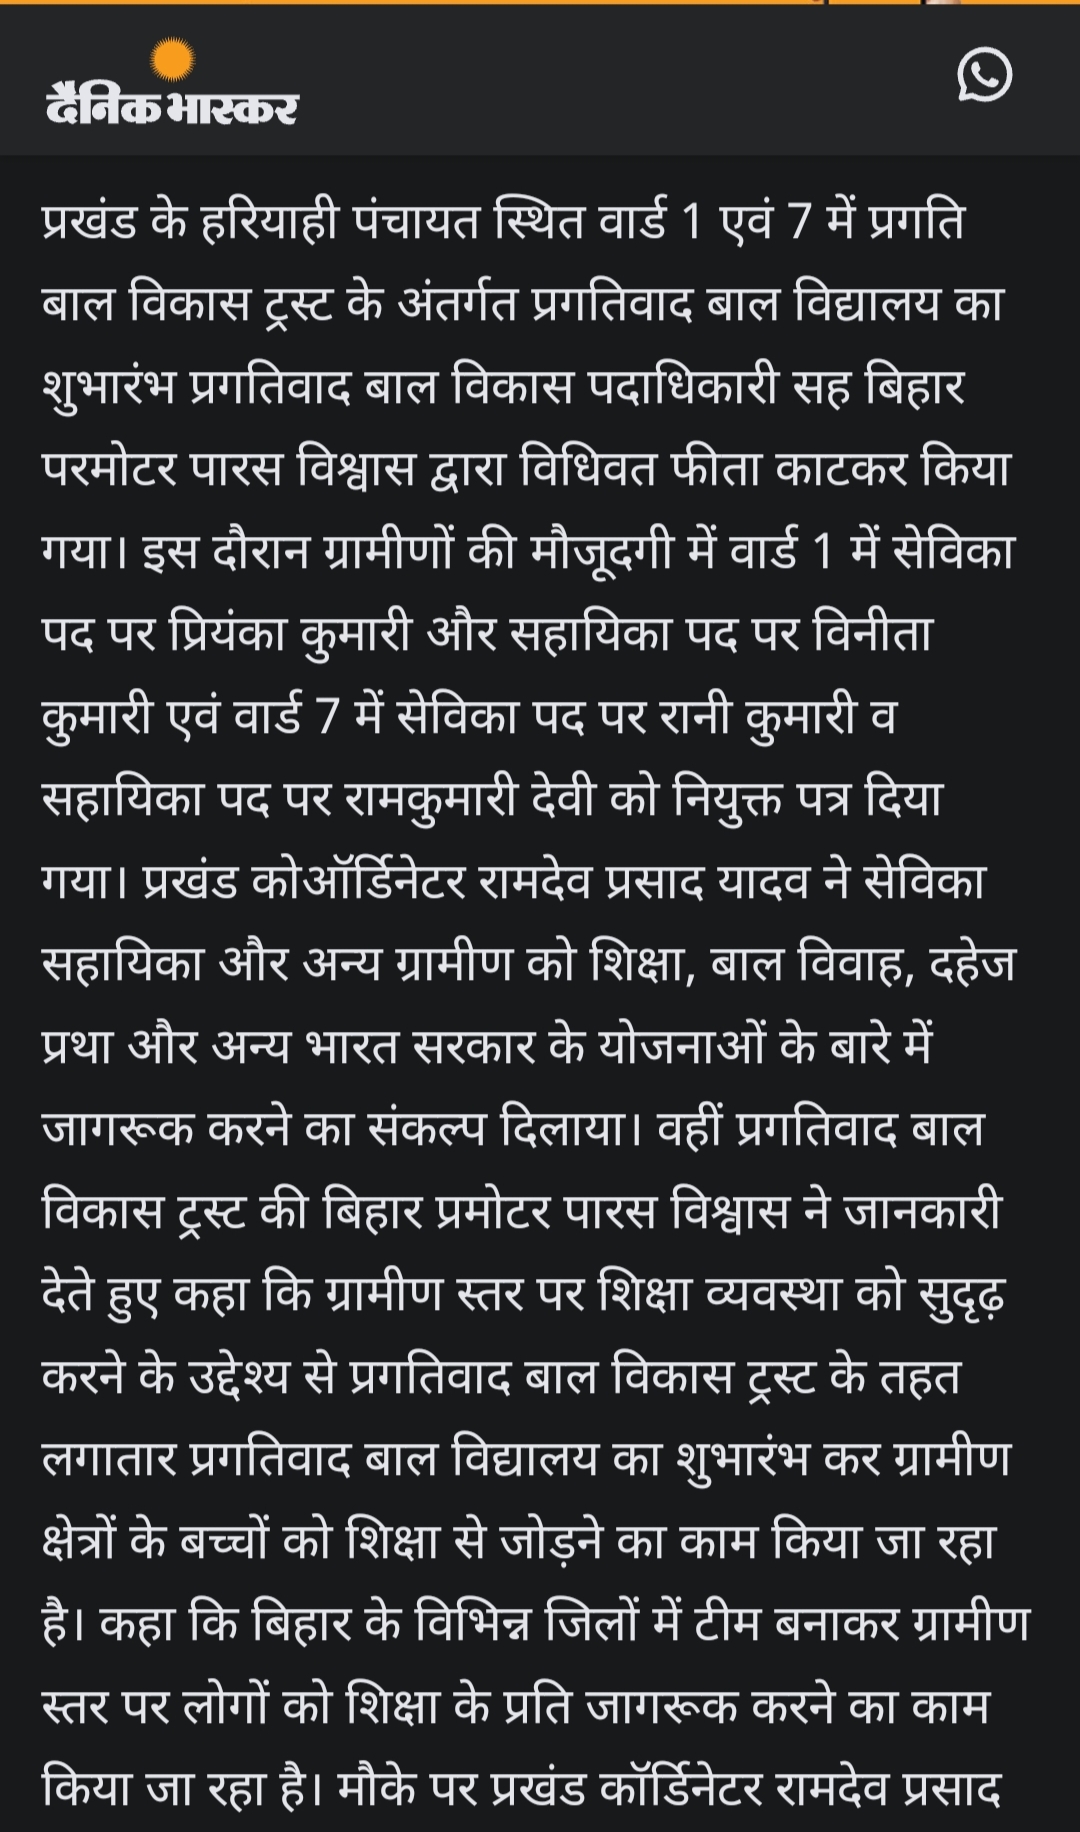 दैनिक भास्कर
प्रखंड के हरियाही पंचायत स्थित वार्ड 1 एवं 7 में प्रगति
बाल विकास ट्रस्ट के अंतर्गत प्रगतिवाद बाल विद्यालय का
शुभारंभ प्रगतिवाद बाल विकास पदाधिकारी सह बिहार
परमोटर पारस विश्वास द्वारा विधिवत फीता काटकर किया
गया। इस दौरान ग्रामीणों की मौजूदगी में वार्ड 1 में सेविका
पद पर प्रियंका कुमारी और सहायिका पद पर विनीता
कुमारी एवं वार्ड 7 में सेविका पद पर रानी कुमारी व
सहायिका पद पर रामकुमारी देवी को नियुक्त पत्र दिया
गया। प्रखंड कोऑर्डिनेटर रामदेव प्रसाद यादव ने सेविका
सहायिका और अन्य ग्रामीण को शिक्षा, बाल विवाह, दहेज
प्रथा और अन्य भारत सरकार के योजनाओं के बारे में
जागरूक करने का संकल्प दिलाया। वहीं प्रगतिवाद बाल
विकास ट्रस्ट की बिहार प्रमोटर पारस विश्वास ने जानकारी
देते हुए कहा कि ग्रामीण स्तर पर शिक्षा व्यवस्था को सुदृढ़
करने के उद्देश्य से प्रगतिवाद बाल विकास ट्रस्ट के तहत
लगातार प्रगतिवाद बाल विद्यालय का शुभारंभ कर ग्रामीण
क्षेत्रों के बच्चों को शिक्षा से जोड़ने का काम किया जा रहा
है। कहा कि बिहार के विभिन्न जिलों में टीम बनाकर ग्रामीण
स्तर पर लोगों को शिक्षा के प्रति जागरूक करने का काम
किया जा रहा है। मौके पर प्रखंड कॉर्डिनेटर रामदेव प्रसाद